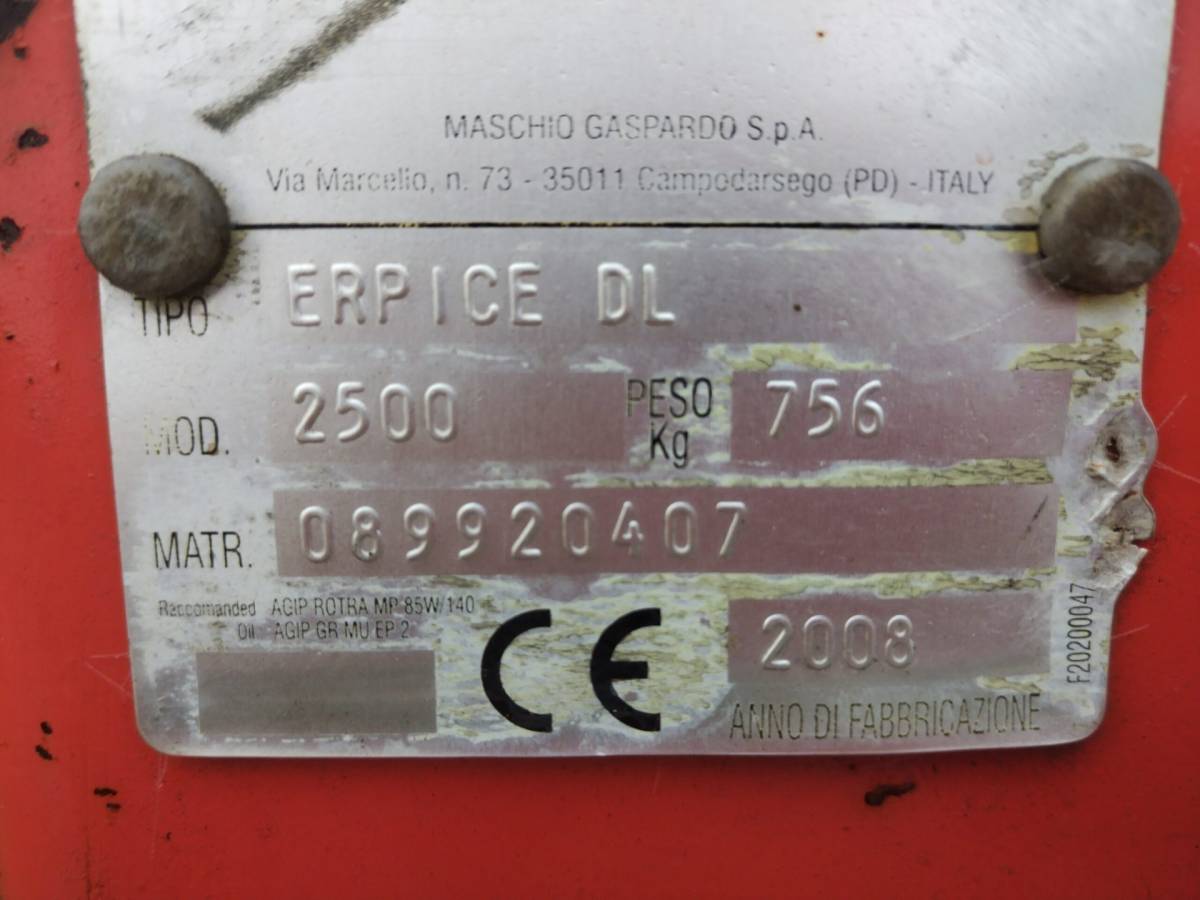 MASCHIO GASPARDO S.p.A.
Via Marcello, n. 73 - 35011 Campodarsego (PD) - ITALY
TIPO ERPICE DL
MOD. 2500 PESO Kg 756
MATR. 089920407
Raccomanded AGIP ROTRA MP 85W/140
Oil AGIP GR MU EP 2
CE 2008
ANNO DI FABBRICAZIONE
F20200047